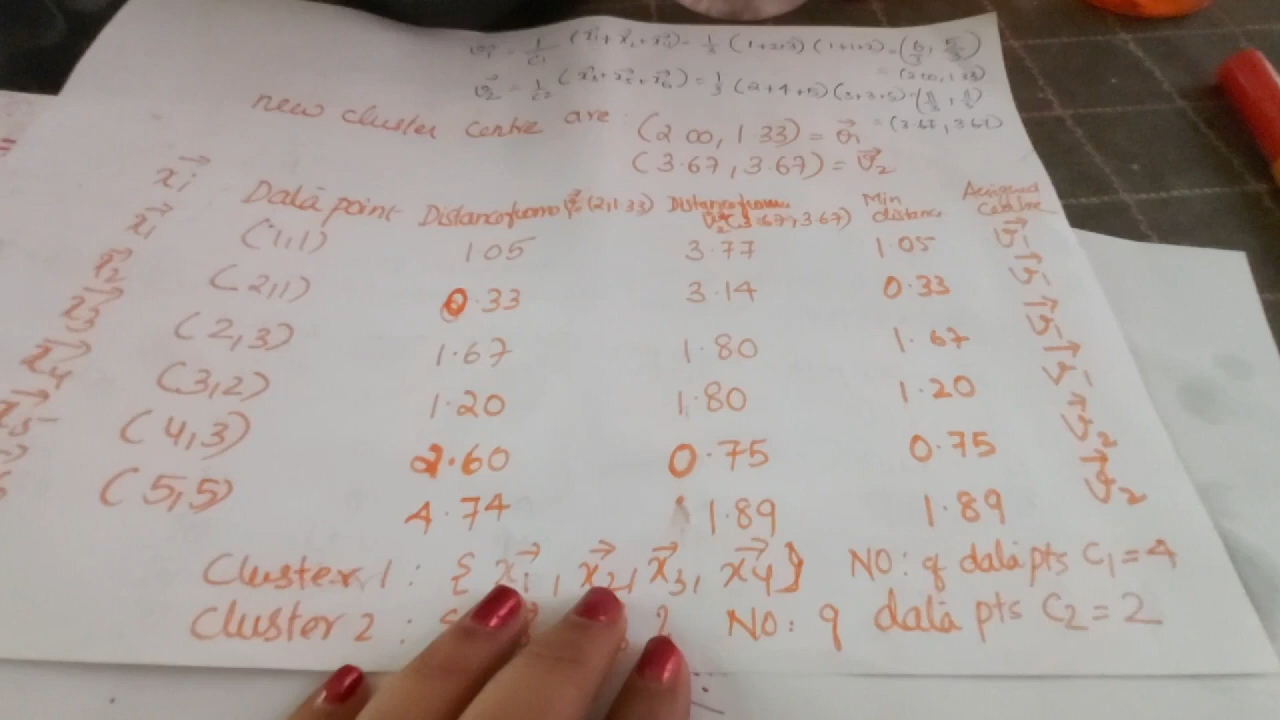 v1 = 1/c1 (x1+x2+x4) = 1/3 (1+2+3) (1+1+2) = (6/3, 5/3)
= (2.00, 1.33)
v2 = 1/c2 (x3+x5+x6) = 1/3 (2+4+5) (3+3+5) =
= (3.67, 3.67)
new cluster centre are : (2.00, 1.33) = v1
(3.67, 3.67) = v2
xi Data point Distance from v1 (2,1.33) Distance from v2 (3.67, 3.67) Min distance Assigned Centre
x1 (1,1) 1.05 3.77 1.05 v1
x2 (2,1) 0.33 3.14 0.33 v1
x3 (2,3) 1.67 1.80 1.67 v1
x4 (3,2) 1.20 1.80 1.20 v1
x5 (4,3) 2.60 0.75 0.75 v2
(5,5) 4.74 1.89 1.89 v2
Cluster 1 : { x1, x2, x3, x4 } NO: of data pts C1 = 4
Cluster 2 : { } NO: of data pts C2 = 2